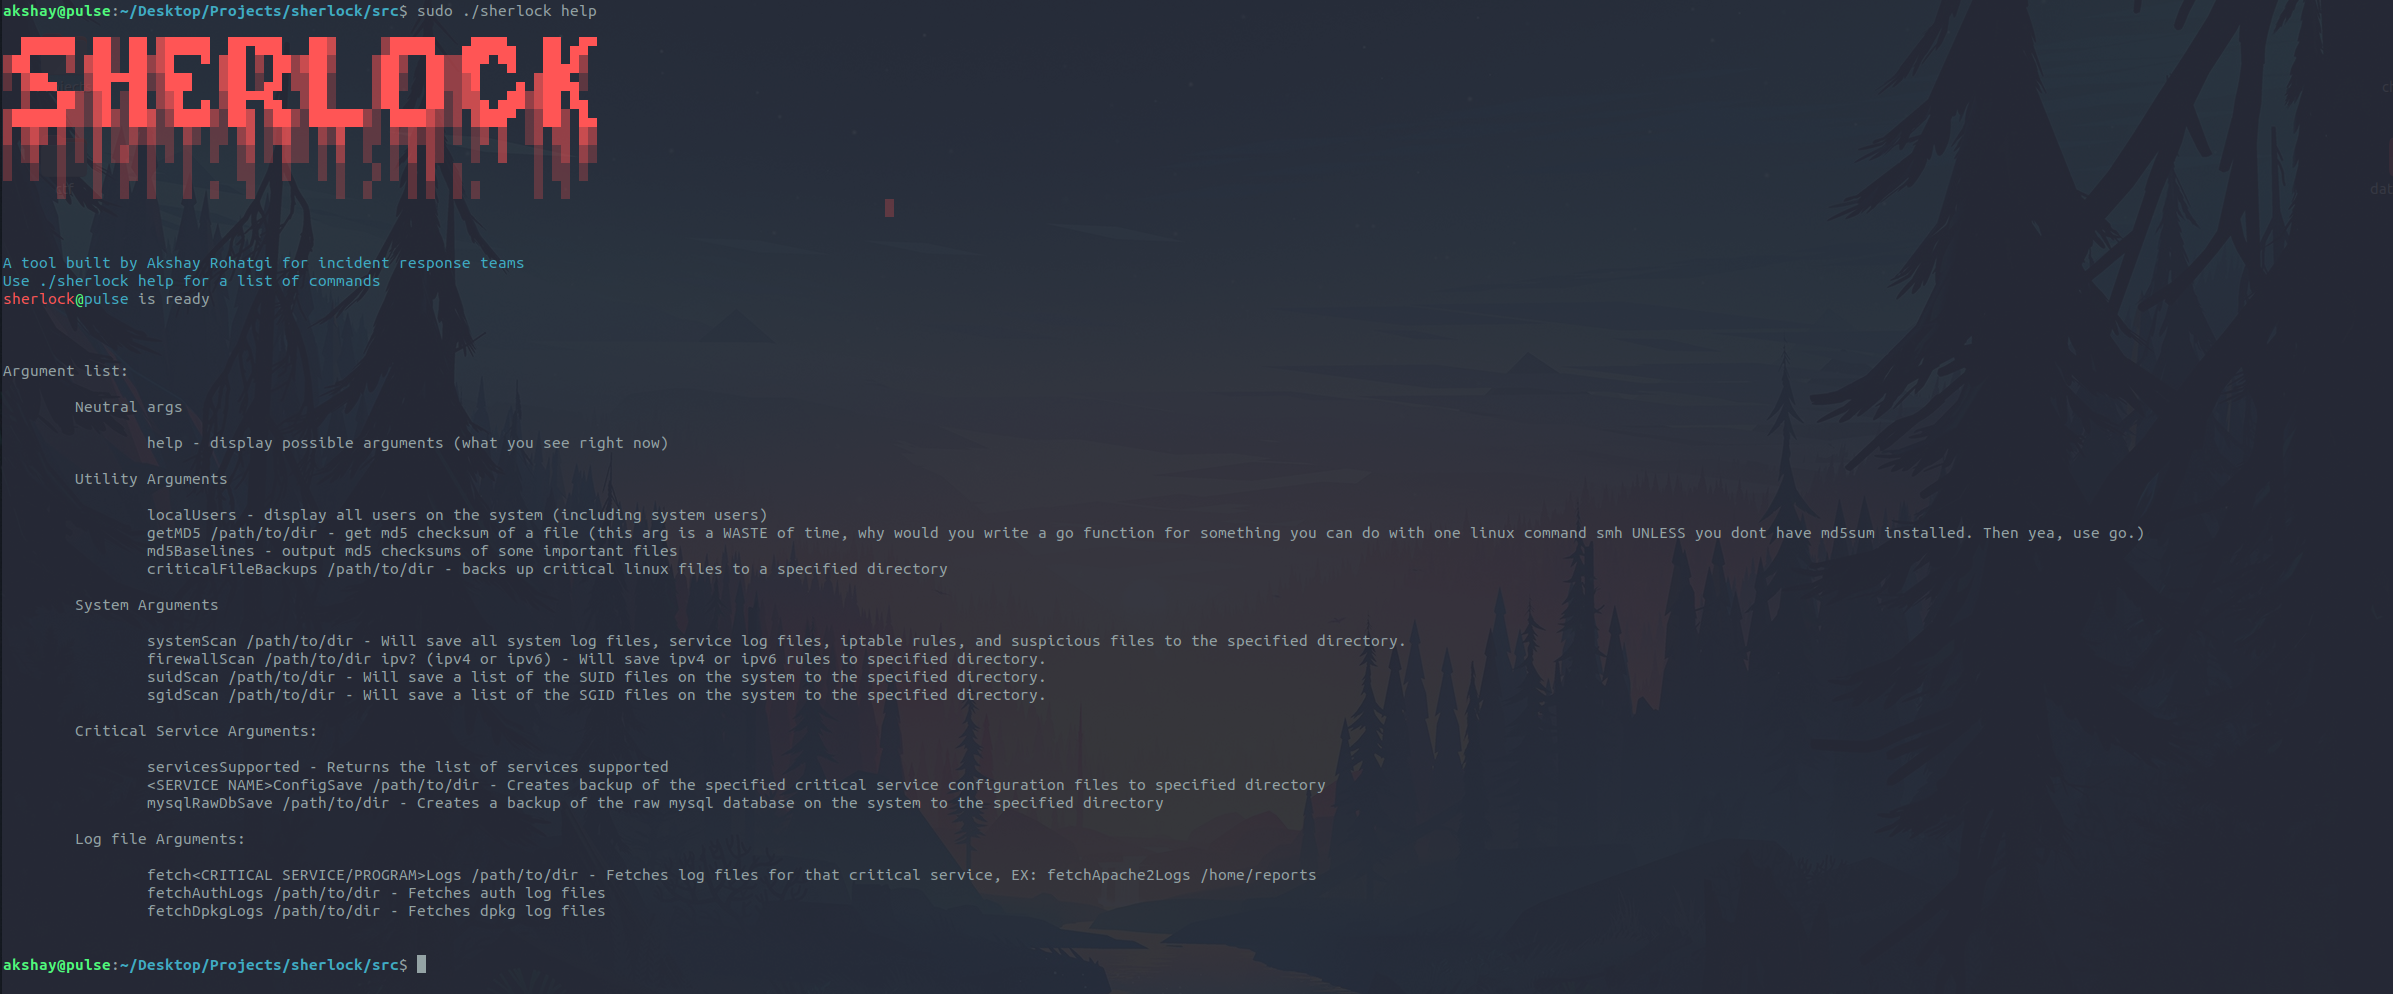 akshay@pulse:~/Desktop/Projects/sherlock/src$ sudo ./sherlock help
SHERLOCK
A tool built by Akshay Rohatgi for incident response teams
Use ./sherlock help for a list of commands
sherlock@pulse is ready
Argument list:
Neutral args
help - display possible arguments (what you see right now)
Utility Arguments
localUsers - display all users on the system (including system users)
getMD5 /path/to/dir - get md5 checksum of a file (this arg is a WASTE of time, why would you write a go function for something you can do with one linux command smh UNLESS you dont have md5sum installed. Then yea, use go.)
md5Baselines - output md5 checksums of some important files
criticalFileBackups /path/to/dir - backs up critical linux files to a specified directory
System Arguments
systemScan /path/to/dir - Will save all system log files, service log files, iptable rules, and suspicious files to the specified directory.
firewallScan /path/to/dir ipv? (ipv4 or ipv6) - Will save ipv4 or ipv6 rules to specified directory.
suidScan /path/to/dir - Will save a list of the SUID files on the system to the specified directory.
sgidScan /path/to/dir - Will save a list of the SGID files on the system to the specified directory.
Critical Service Arguments:
servicesSupported - Returns the list of services supported
<SERVICE NAME>ConfigSave /path/to/dir - Creates backup of the specified critical service configuration files to specified directory
mysqlRawDbSave /path/to/dir - Creates a backup of the raw mysql database on the system to the specified directory
Log file Arguments:
fetch<CRITICAL SERVICE/PROGRAM>Logs /path/to/dir - Fetches log files for that critical service, EX: fetchApache2Logs /home/reports
fetchAuthLogs /path/to/dir - Fetches auth log files
fetchDpkgLogs /path/to/dir - Fetches dpkg log files
akshay@pulse:~/Desktop/Projects/sherlock/src$